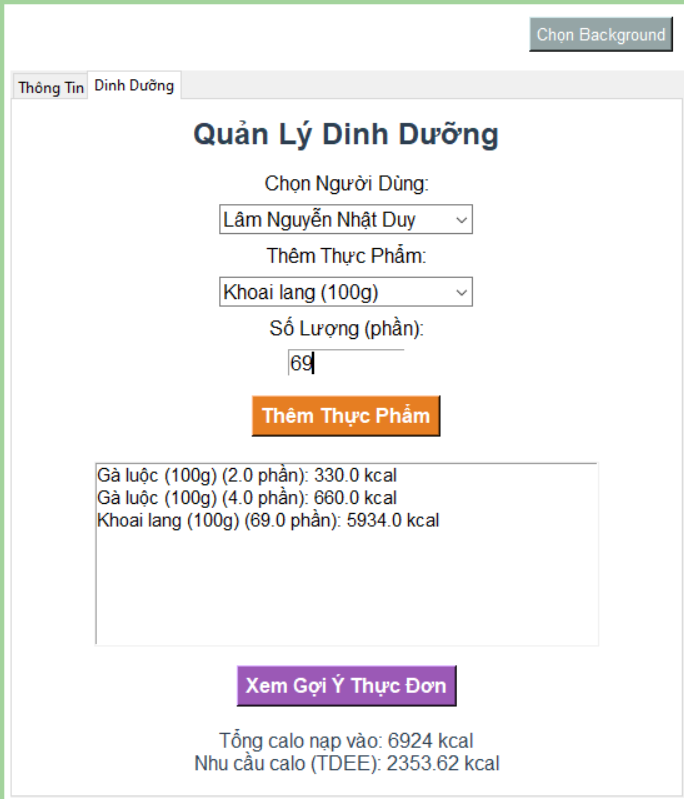 Chọn Background
Thông Tin
Dinh Dưỡng
Quản Lý Dinh Dưỡng
Chọn Người Dùng:
Lâm Nguyễn Nhật Duy
Thêm Thực Phẩm:
Khoai lang (100g)
Số Lượng (phần):
69
Thêm Thực Phẩm
Gà luộc (100g) (2.0 phần): 330.0 kcal
Gà luộc (100g) (4.0 phần): 660.0 kcal
Khoai lang (100g) (69.0 phần): 5934.0 kcal
Xem Gợi Ý Thực Đơn
Tổng calo nạp vào: 6924 kcal
Nhu cầu calo (TDEE): 2353.62 kcal